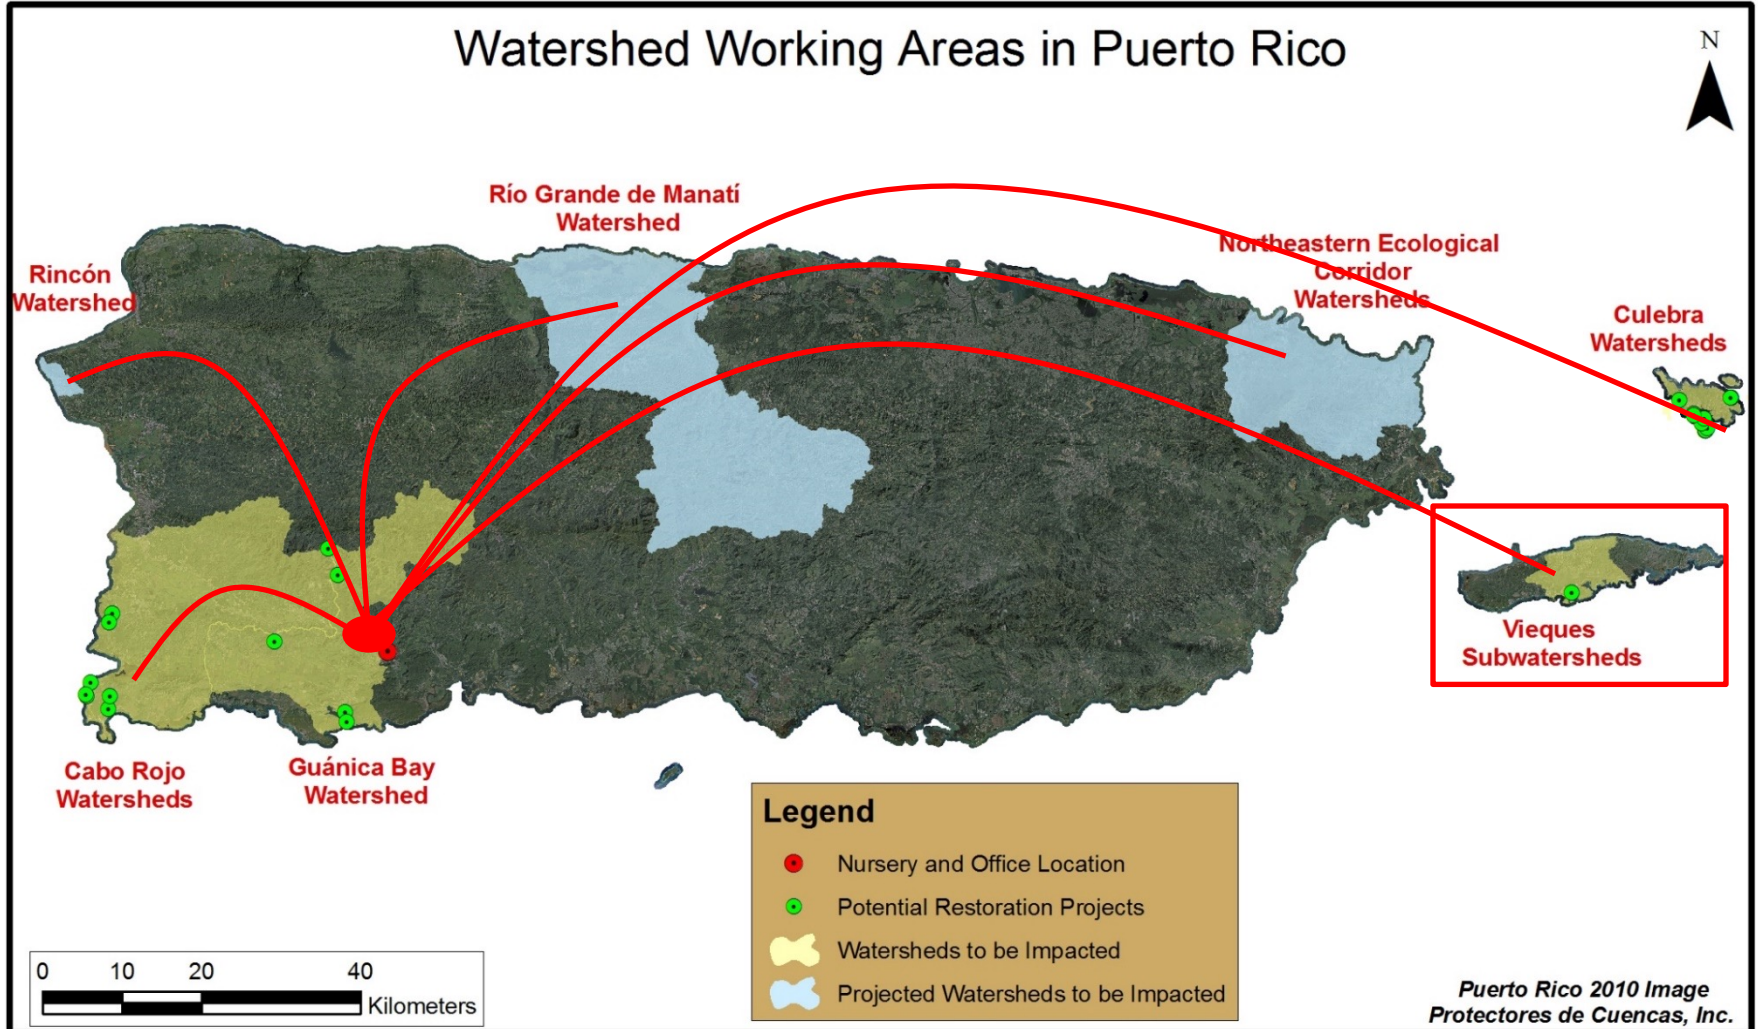 Watershed Working Areas in Puerto Rico
N
Río Grande de Manatí
Watershed
Northeastern Ecological
Corridor
Watersheds
Rincón
Watershed
Culebra
Watersheds
Vieques
Subwatersheds
Cabo Rojo
Watersheds
Guánica Bay
Watershed
Legend
Nursery and Office Location
Potential Restoration Projects
Watersheds to be Impacted
Projected Watersheds to be Impacted
0 10 20 40
Kilometers
Puerto Rico 2010 Image
Protectores de Cuencas, Inc.